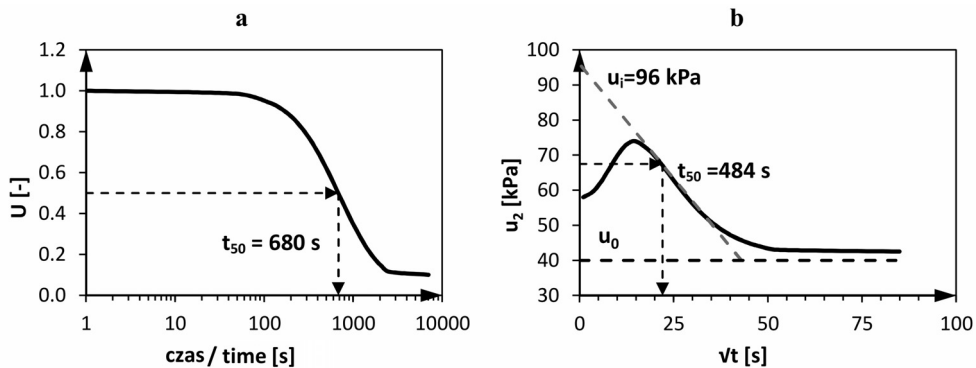 a
1.2
1.0
0.8
0.6
0.4
0.2
0.0
U [-]
t50 = 680 s
1
10
100
1000
10000
czas / time [s]
b
100
90
80
70
60
50
40
30
u2 [kPa]
ui=96 kPa
t50 = 484 s
u0
0
25
50
75
100
√t [s]